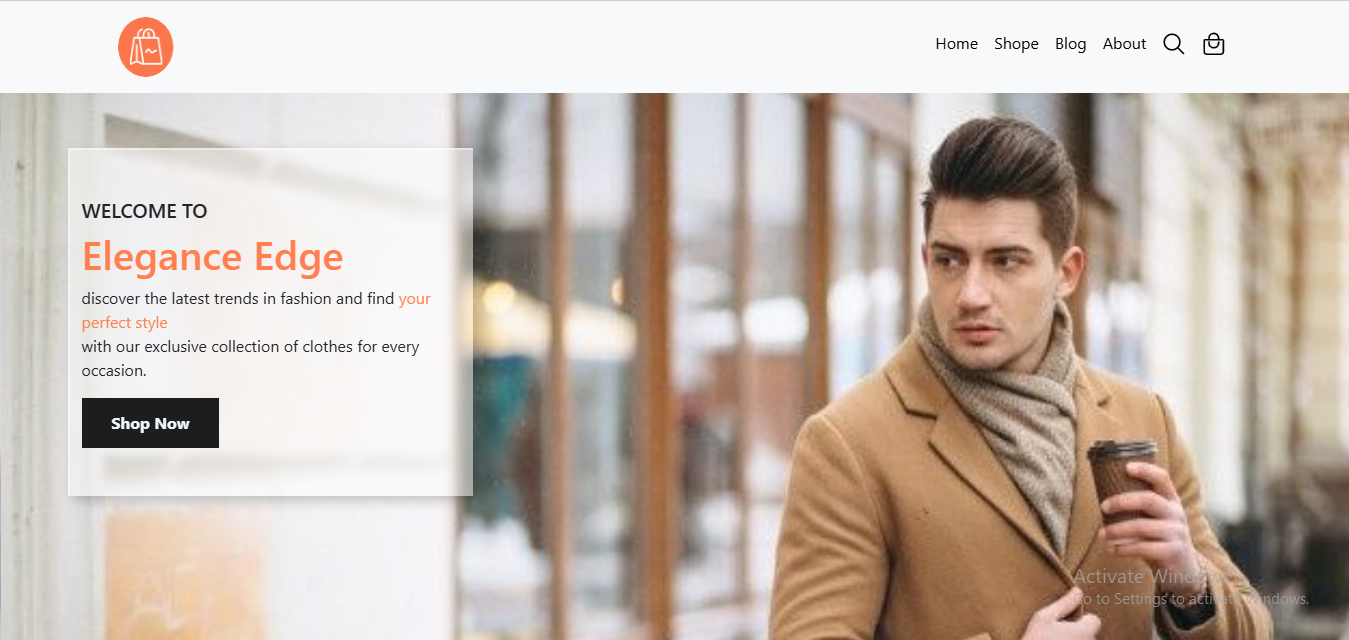 Home Shope Blog About
WELCOME TO
Elegance Edge
discover the latest trends in fashion and find your
perfect style
with our exclusive collection of clothes for every
occasion.
Shop Now
Activate Windows
Go to Settings to activate Windows.